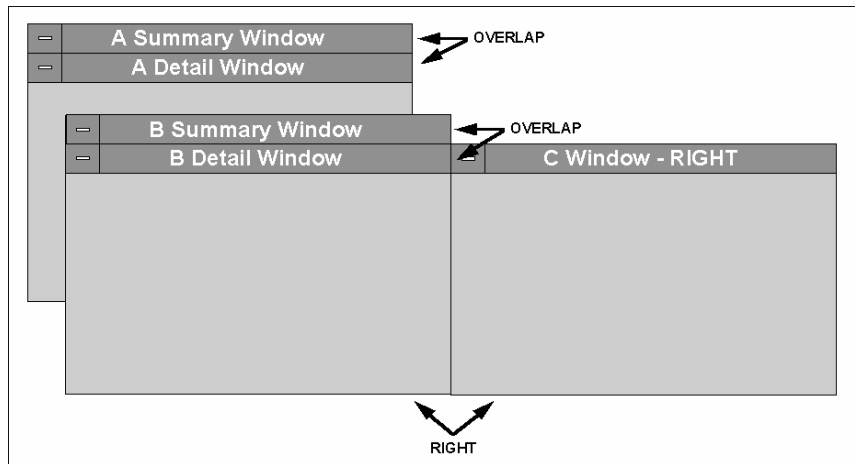 A Summary Window
OVERLAP
A Detail Window
B Summary Window
OVERLAP
B Detail Window
C Window - RIGHT
RIGHT